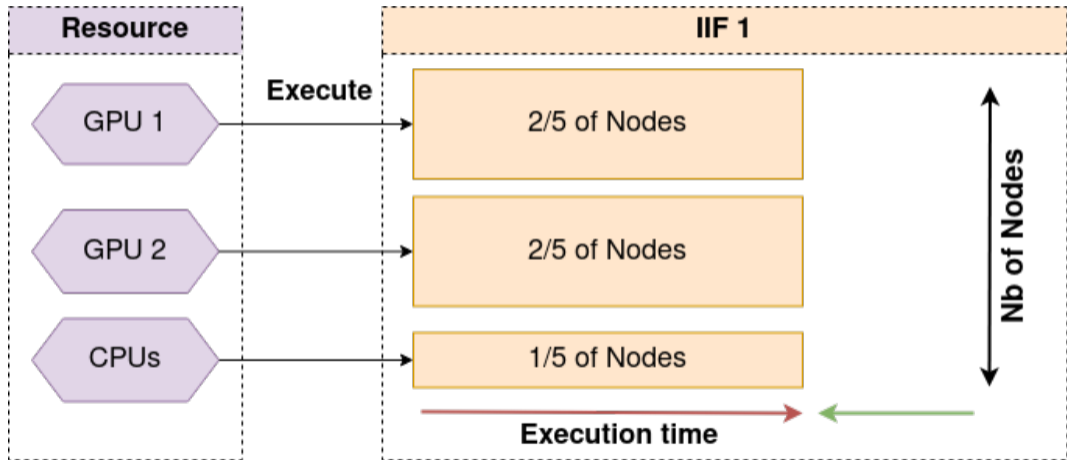 Resource
IIF 1
Execute
GPU 1
2/5 of Nodes
GPU 2
2/5 of Nodes
CPUs
1/5 of Nodes
Nb of Nodes
Execution time